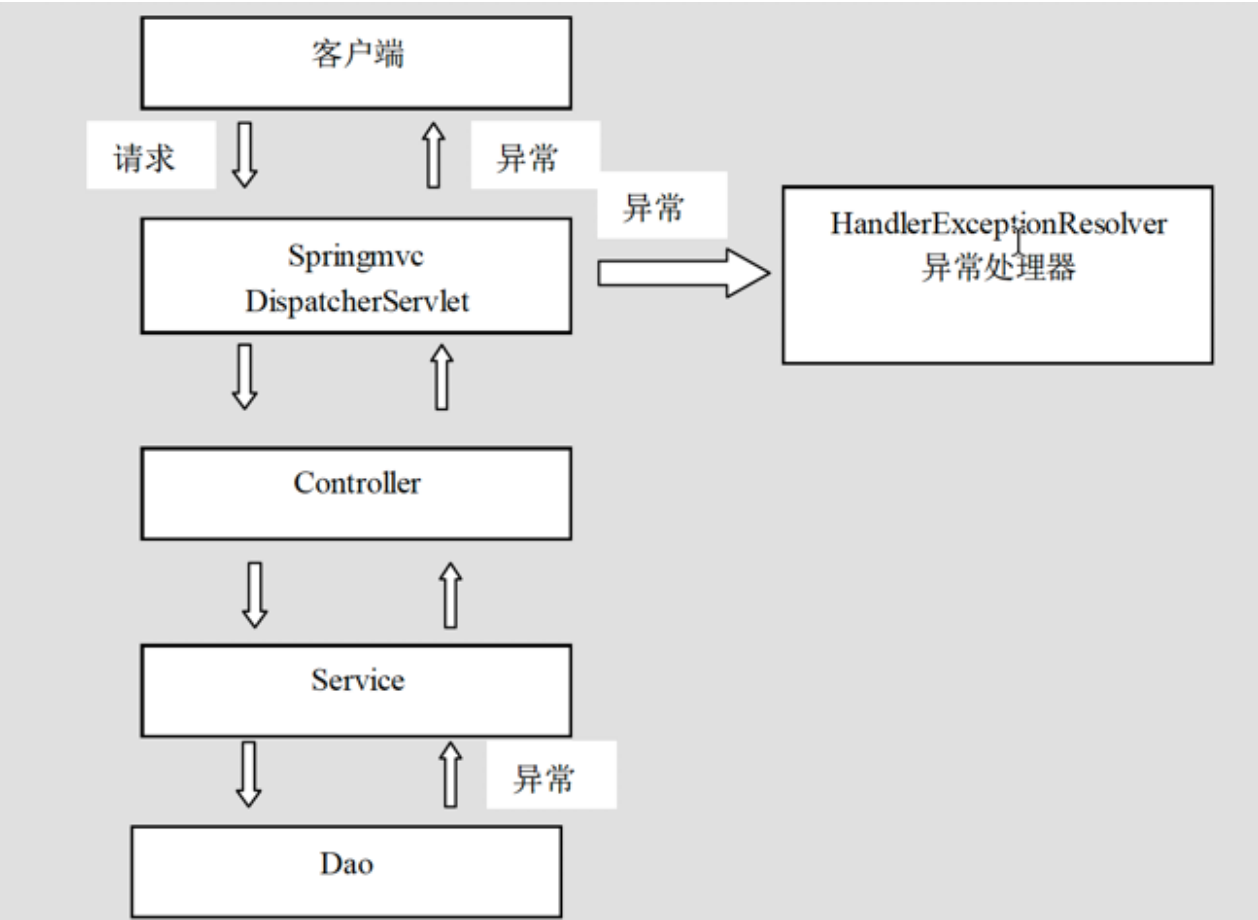 客户端
请求
异常
异常
Springmvc
DispatcherServlet
HandlerExceptionResolver
异常处理器
Controller
Service
异常
Dao